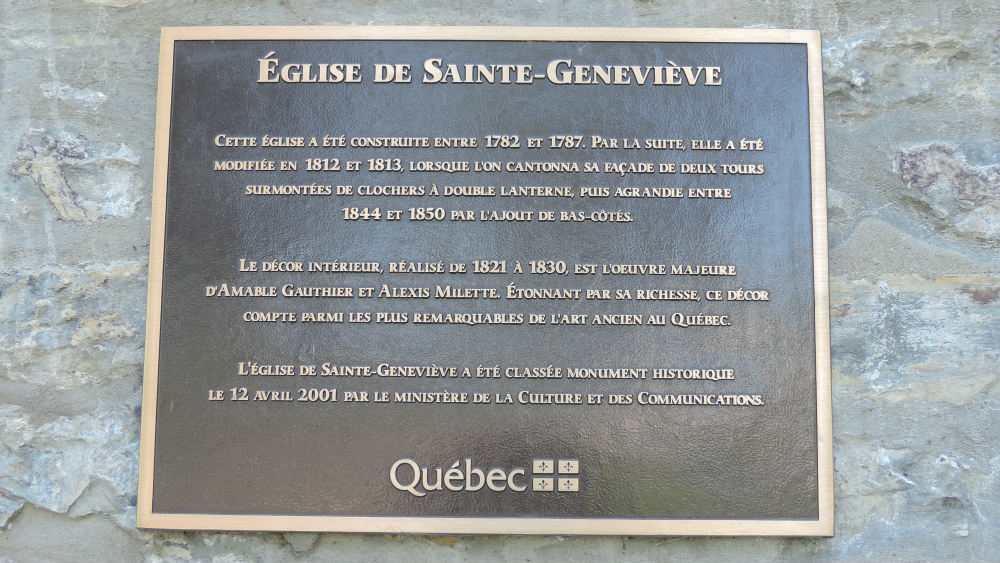 ÉGLISE DE SAINTE-GENEVIÈVE
CETTE ÉGLISE A ÉTÉ CONSTRUITE ENTRE 1782 ET 1787. PAR LA SUITE, ELLE A ÉTÉ
MODIFIÉE EN 1812 ET 1813, LORSQUE L'ON CANTONNA SA FAÇADE DE DEUX TOURS
SURMONTÉES DE CLOCHERS À DOUBLE LANTERNE, PUIS AGRANDIE ENTRE
1844 ET 1850 PAR L'AJOUT DE BAS-CÔTÉS.
LE DÉCOR INTÉRIEUR, RÉALISÉ DE 1821 À 1830, EST L'OEUVRE MAJEURE
D'AMABLE GAUTHIER ET ALEXIS MILETTE. ÉTONNANT PAR SA RICHESSE, CE DÉCOR
COMPTE PARMI LES PLUS REMARQUABLES DE L'ART ANCIEN AU QUÉBEC.
L'ÉGLISE DE SAINTE-GENEVIÈVE A ÉTÉ CLASSÉE MONUMENT HISTORIQUE
LE 12 AVRIL 2001 PAR LE MINISTÈRE DE LA CULTURE ET DES COMMUNICATIONS.
Québec